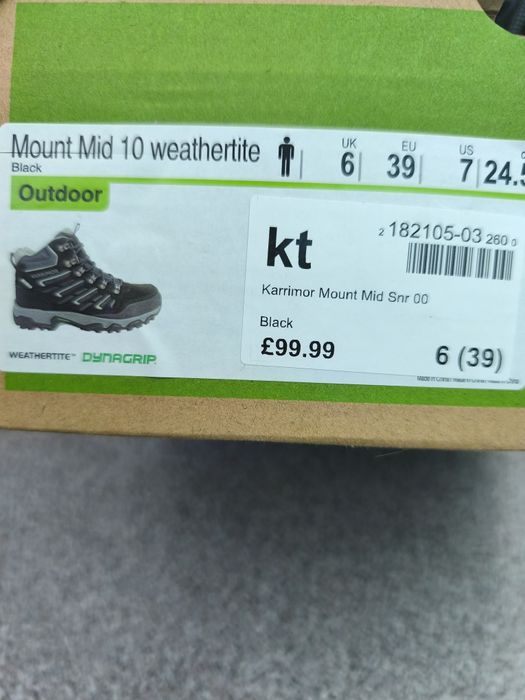 Mount Mid 10 weathertite
Black
UK
6
EU
39
US
7
24.5
Outdoor
kt
2 182105-03 260 0
Karrimor Mount Mid Snr 00
Black
£99.99
6 (39)
WEATHERTITE™ DYNAGRIP